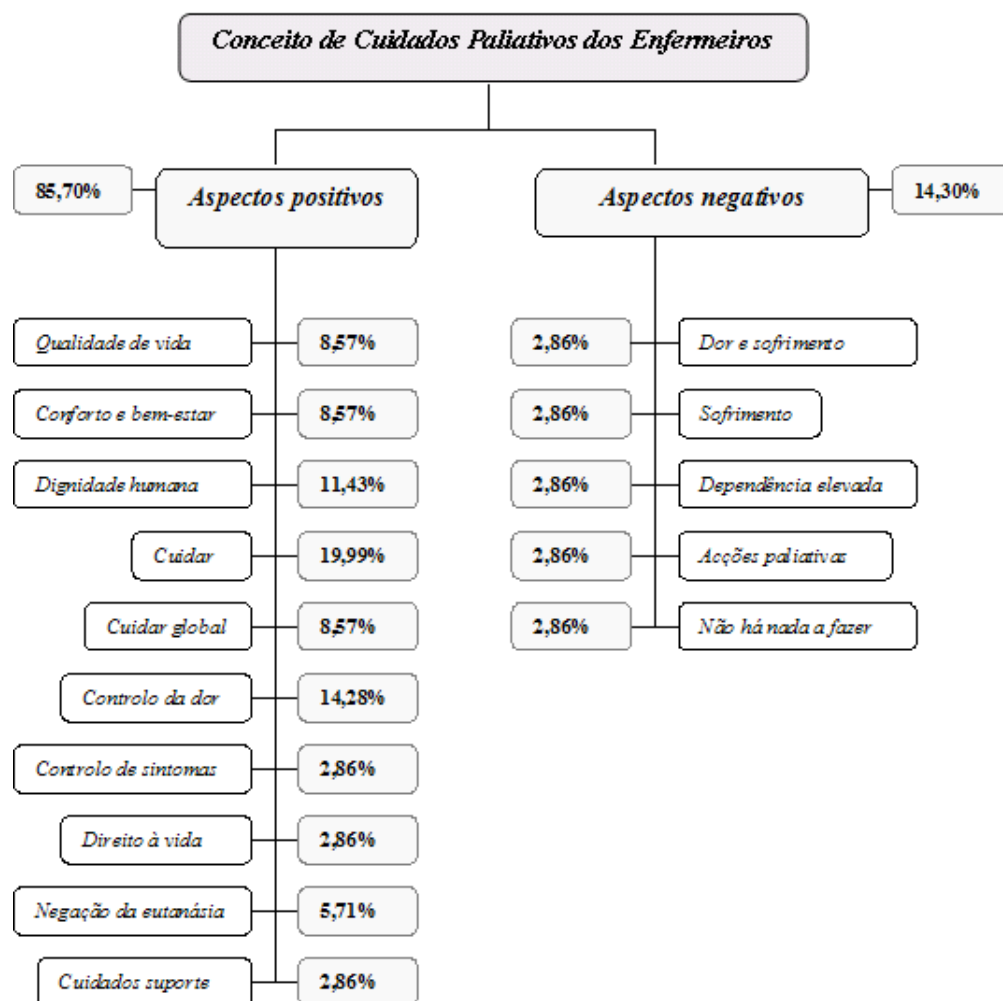 Conceito de Cuidados Paliativos dos Enfermeiros
85,70%
Aspectos positivos
Aspectos negativos
14,30%
Qualidade de vida
8,57%
2,86%
Dor e sofrimento
Conforto e bem-estar
8,57%
2,86%
Sofrimento
Dignidade humana
11,43%
2,86%
Dependência elevada
Cuidar
19,99%
2,86%
Acções paliativas
Cuidar global
8,57%
2,86%
Não há nada a fazer
Controlo da dor
14,28%
Controlo de sintomas
2,86%
Direito à vida
2,86%
Negação da eutanásia
5,71%
Cuidados suporte
2,86%